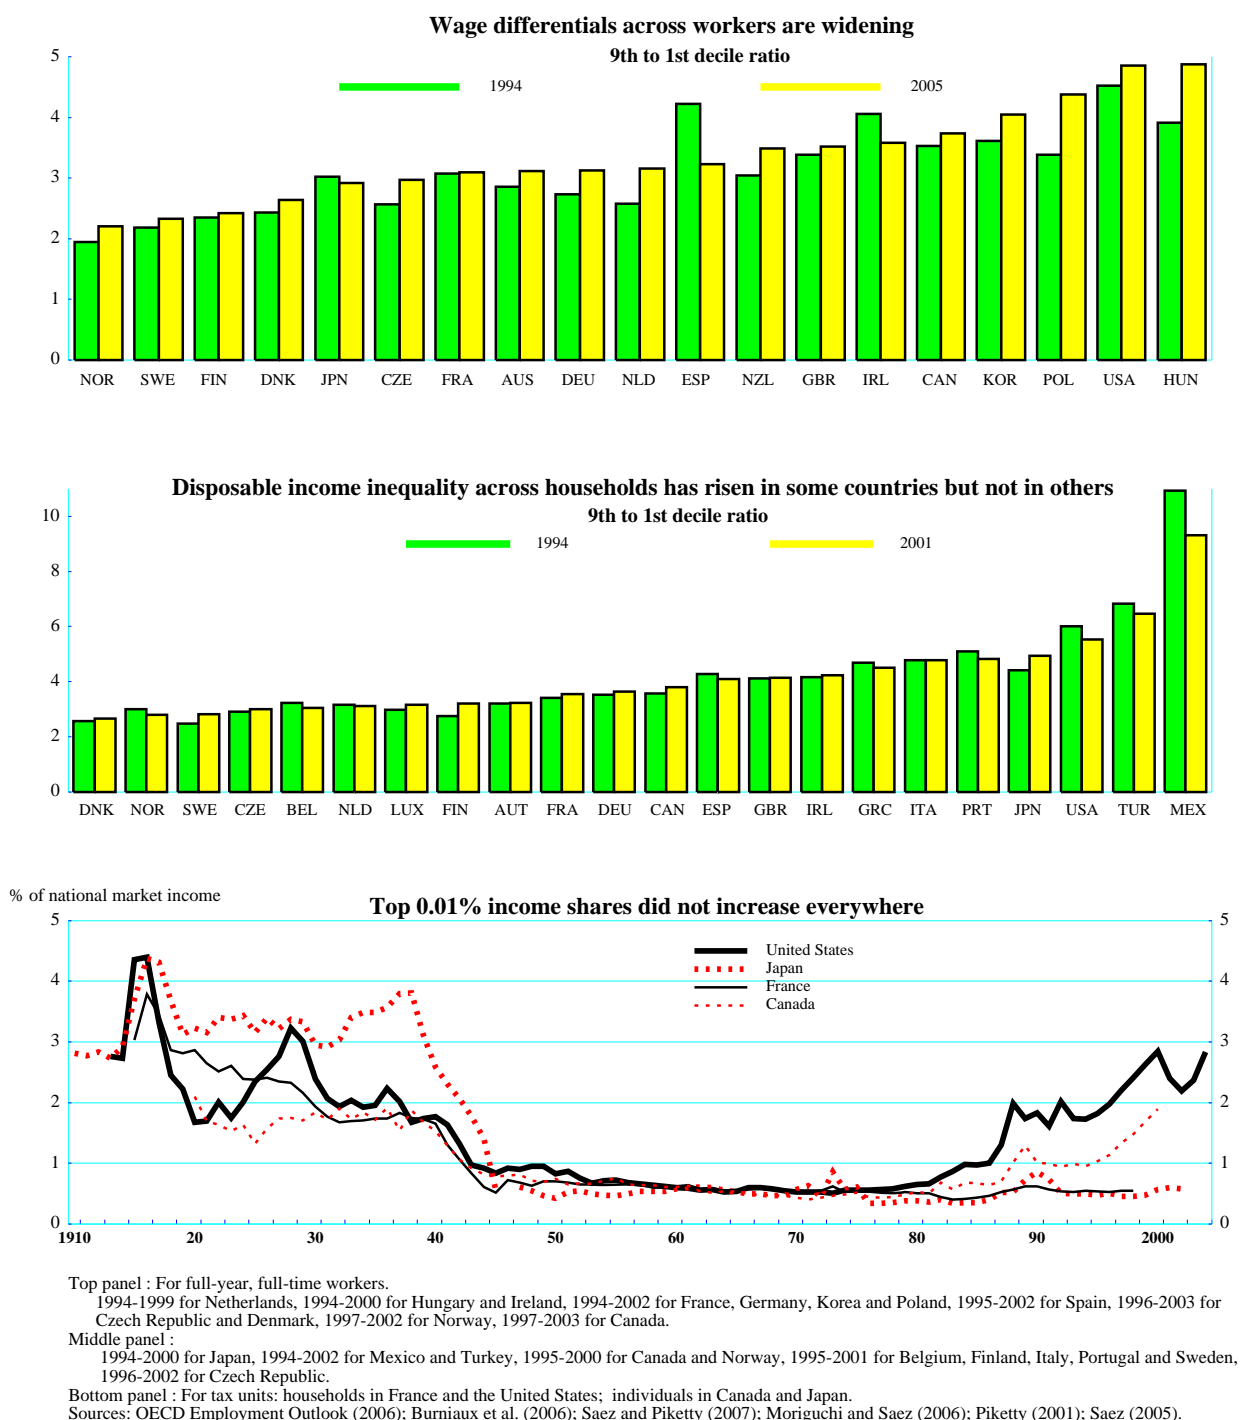 Wage differentials across workers are widening
9th to 1st decile ratio
1994 2005
5
4
3
2
1
0
NOR SWE FIN DNK JPN CZE FRA AUS DEU NLD ESP NZL GBR IRL CAN KOR POL USA HUN
Disposable income inequality across households has risen in some countries but not in others
9th to 1st decile ratio
1994 2001
10
8
6
4
2
0
DNK NOR SWE CZE BEL NLD LUX FIN AUT FRA DEU CAN ESP GBR IRL GRC ITA PRT JPN USA TUR MEX
% of national market income
Top 0.01% income shares did not increase everywhere
United States
Japan
France
Canada
5 5
4 4
3 3
2 2
1 1
0 0
1910 20 30 40 50 60 70 80 90 2000
Top panel : For full-year, full-time workers.
1994-1999 for Netherlands, 1994-2000 for Hungary and Ireland, 1994-2002 for France, Germany, Korea and Poland, 1995-2002 for Spain, 1996-2003 for
Czech Republic and Denmark, 1997-2002 for Norway, 1997-2003 for Canada.
Middle panel :
1994-2000 for Japan, 1994-2002 for Mexico and Turkey, 1995-2000 for Canada and Norway, 1995-2001 for Belgium, Finland, Italy, Portugal and Sweden,
1996-2002 for Czech Republic.
Bottom panel : For tax units: households in France and the United States; individuals in Canada and Japan.
Sources: OECD Employment Outlook (2006); Burniaux et al. (2006); Saez and Piketty (2007); Moriguchi and Saez (2006); Piketty (2001); Saez (2005).